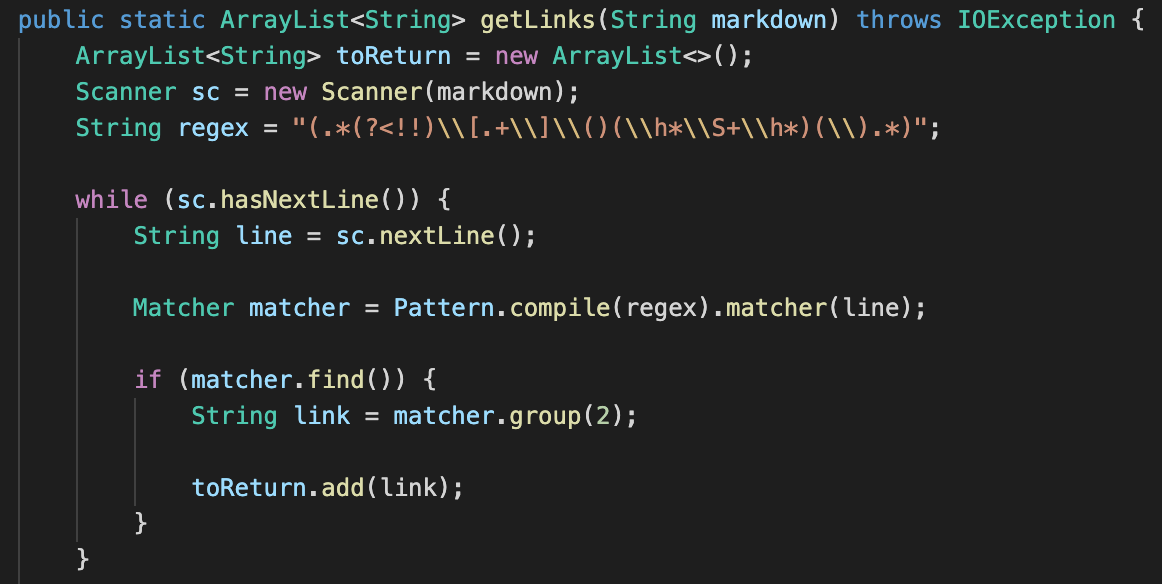 public static ArrayList<String> getLinks(String markdown) throws IOException {
    ArrayList<String> toReturn = new ArrayList<>();
    Scanner sc = new Scanner(markdown);
    String regex = "(.*(?<!!)\\[.+\\]\\()(\\h*\\S+\\h*)(\\).*)";

    while (sc.hasNextLine()) {
        String line = sc.nextLine();

        Matcher matcher = Pattern.compile(regex).matcher(line);

        if (matcher.find()) {
            String link = matcher.group(2);

            toReturn.add(link);
        }
    }